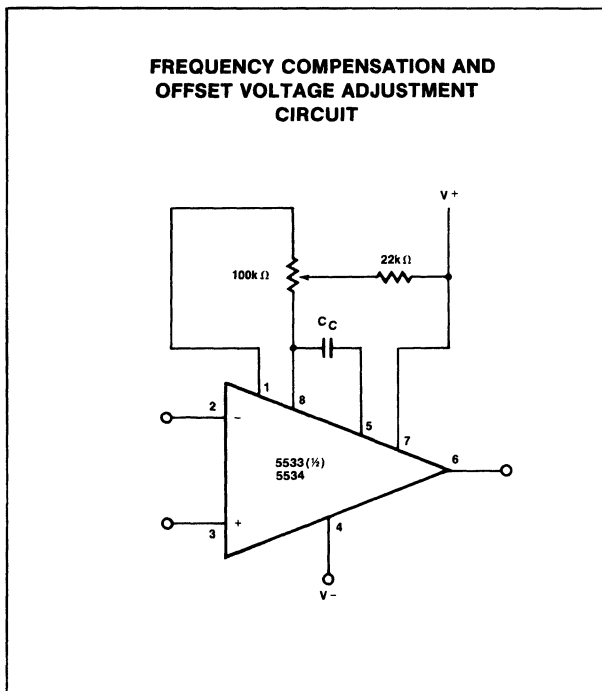 FREQUENCY COMPENSATION AND
OFFSET VOLTAGE ADJUSTMENT
CIRCUIT
V+
100kΩ
22kΩ
CC
1
8
5
7
2
-
5533(½)
5534
6
3
+
4
V-